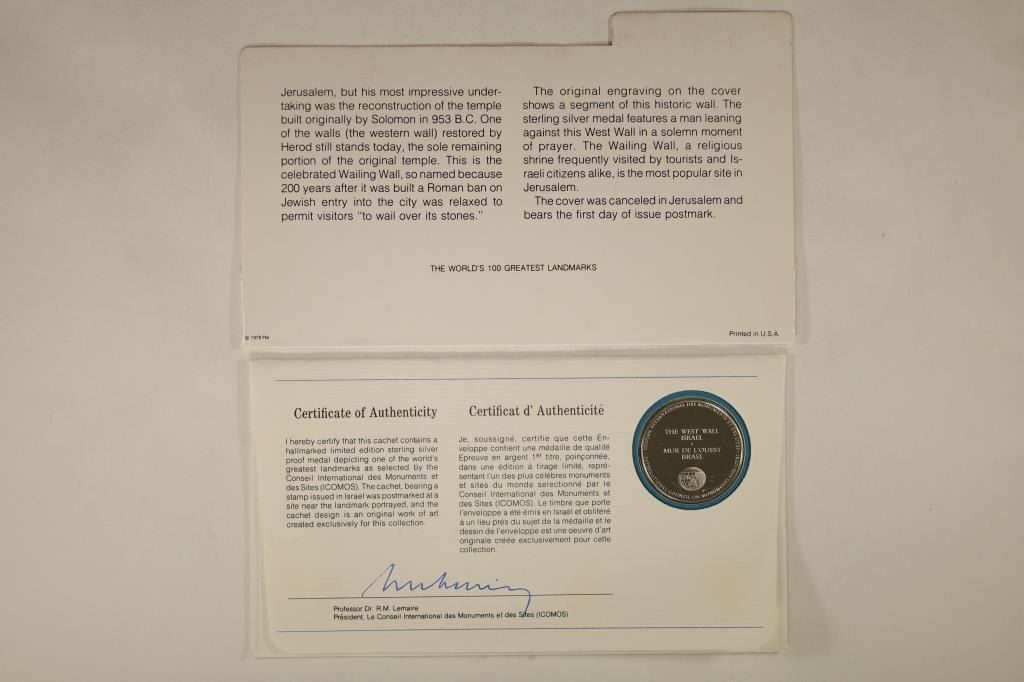 Jerusalem, but his most impressive under-
taking was the reconstruction of the temple
built originally by Solomon in 953 B.C. One
of the walls (the western wall) restored by
Herod still stands today, the sole remaining
portion of the original temple. This is the
celebrated Wailing Wall, so named because
200 years after it was built a Roman ban on
Jewish entry into the city was relaxed to
permit visitors "to wail over its stones."
The original engraving on the cover
shows a segment of this historic wall. The
sterling silver medal features a man leaning
against this West Wall in a solemn moment
of prayer. The Wailing Wall, a religious
shrine frequently visited by tourists and Is-
raeli citizens alike, is the most popular site in
Jerusalem.
The cover was canceled in Jerusalem and
bears the first day of issue postmark.
THE WORLD'S 100 GREATEST LANDMARKS
© 1979 FM
Printed in U.S.A.
Certificate of Authenticity
I hereby certify that this cachet contains a
hallmarked limited edition sterling silver
proof medal depicting one of the world's
greatest landmarks as selected by the
Conseil International des Monuments et
des Sites (ICOMOS). The cachet, bearing a
stamp issued in Israel was postmarked at a
site near the landmark portrayed, and the
cachet design is an original work of art
created exclusively for this collection.
Certificat d' Authenticité
Je, soussigné, certifie que cette En-
veloppe contient une médaille de qualité
Epreuve en argent 1er titre, poinçonnée,
dans une édition à tirage limité, repré-
sentant l'un des plus célèbres monuments
et sites du monde selectionné par le
Conseil International des Monuments et
des Sites (ICOMOS). Le timbre que porte
l'enveloppe a été émis en Israël et oblitéré
à un lieu près du sujet de la médaille et le
dessin de l'enveloppe est une oeuvre d'art
originale créée exclusivement pour cette
collection.
Professor Dr. R.M. Lemaire
Président, Le Conseil International des Monuments et des Sites (ICOMOS)
CONSEIL INTERNATIONAL DES MONUMENTS ET DES SITES
THE WEST WALL
ISRAEL
MUR DE L'OUEST
ISRAEL
INTERNATIONAL COUNCIL ON MONUMENTS AND